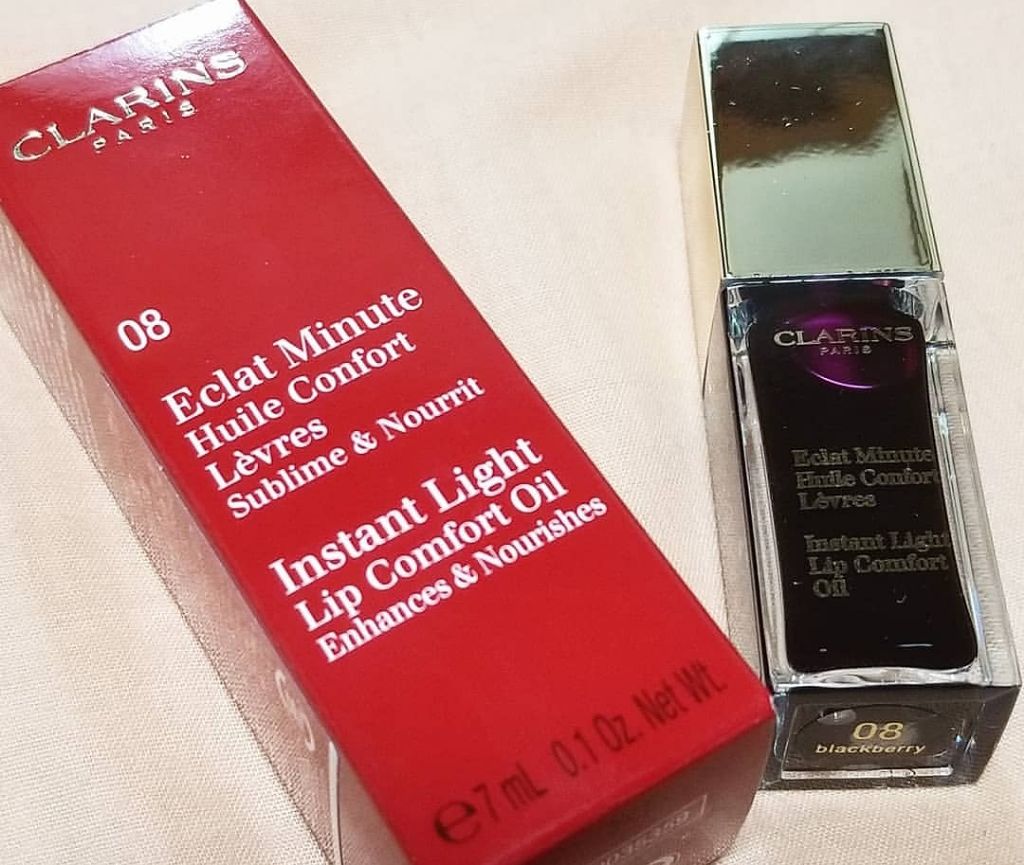 CLARINS
PARIS
08
Eclat Minute
Huile Confort
Lèvres
Sublime & Nourrit
Instant Light
Lip Comfort Oil
Enhances & Nourishes
e7 mL 0.1 Oz. Net Wt.
CLARINS
PARIS
Eclat Minute
Huile Confort
Lèvres
Instant Light
Lip Comfort
Oil
08
blackberry